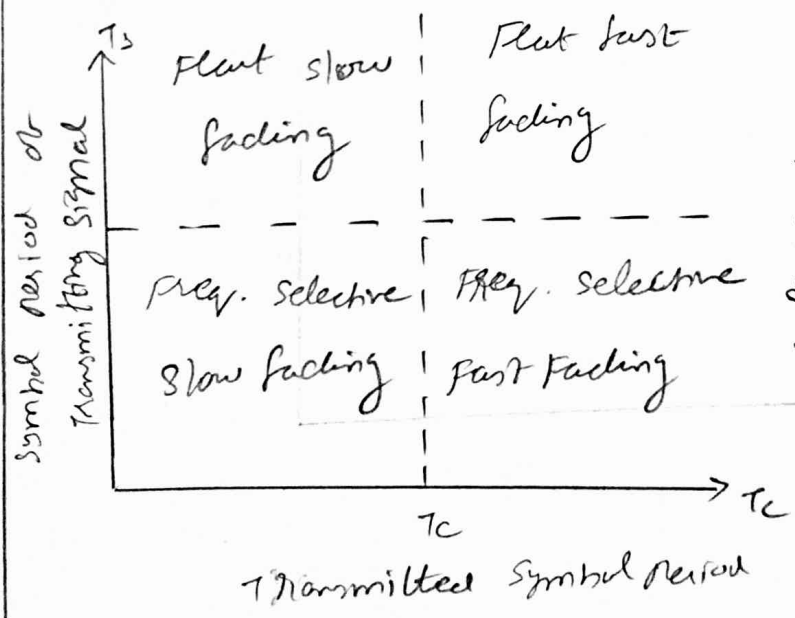 Ts
Symbol period of
Transmitting Signal
Flat slow
fading
Flat fast
fading
Freq. selective
Slow fading
Freq. selective
Fast Fading
Tc
Tc
Transmitted Symbol period